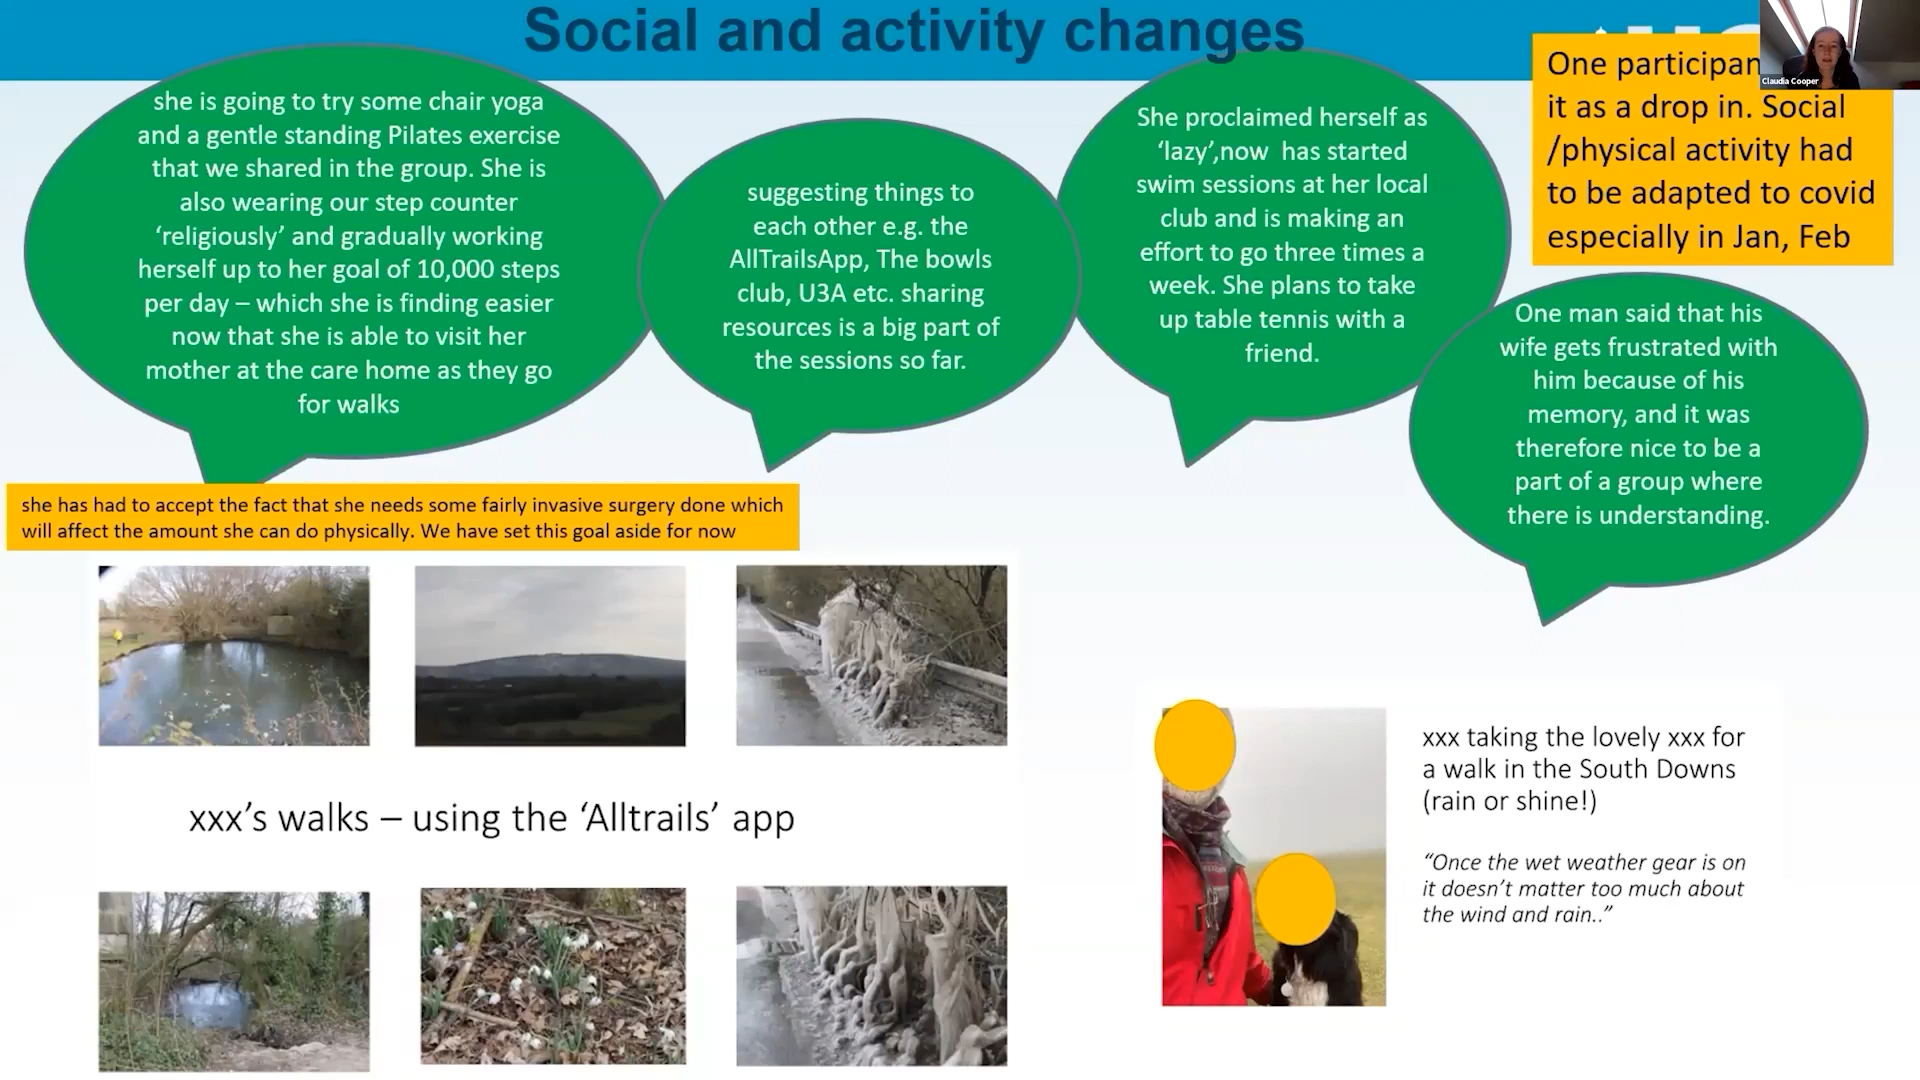 Social and activity changes
she is going to try some chair yoga
and a gentle standing Pilates exercise
that we shared in the group. She is
also wearing our step counter
‘religiously’ and gradually working
herself up to her goal of 10,000 steps
per day – which she is finding easier
now that she is able to visit her
mother at the care home as they go
for walks
suggesting things to
each other e.g. the
AllTrailsApp, The bowls
club, U3A etc. sharing
resources is a big part of
the sessions so far.
She proclaimed herself as
‘lazy’,now has started
swim sessions at her local
club and is making an
effort to go three times a
week. She plans to take
up table tennis with a
friend.
One
it as a drop in. Social
/physical activity had
to be adapted to covid
especially in Jan, Feb
Claudia Cooper
One man said that his
wife gets frustrated with
him because of his
memory, and it was
therefore nice to be a
part of a group where
there is understanding.
she has had to accept the fact that she needs some fairly invasive surgery done which
will affect the amount she can do physically. We have set this goal aside for now
xxx’s walks – using the ‘Alltrails’ app
xxx taking the lovely xxx for
a walk in the South Downs
(rain or shine!)
“Once the wet weather gear is on
it doesn’t matter too much about
the wind and rain..”